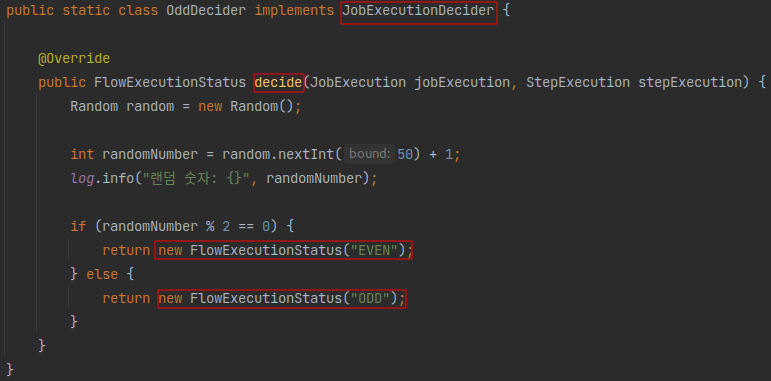 public static class OddDecider implements JobExecutionDecider {
@Override
public FlowExecutionStatus decide(JobExecution jobExecution, StepExecution stepExecution) {
Random random = new Random();
int randomNumber = random.nextInt( bound: 50) + 1;
log.info("랜덤 숫자: {}", randomNumber);
if (randomNumber % 2 == 0) {
return new FlowExecutionStatus("EVEN");
} else {
return new FlowExecutionStatus("ODD");
}
}
}